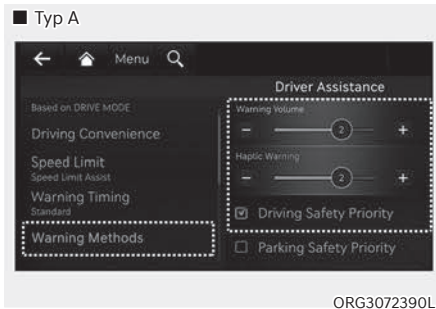 ■ Typ A
Menu
Driver Assistance
Based on DRIVE MODE
Driving Convenience
Speed Limit
Speed Limit Assist
Warning Timing
Standard
Warning Methods
Warning Volume
- 2 +
Haptic Warning
- 2 +
Driving Safety Priority
Parking Safety Priority
ORG3072390L